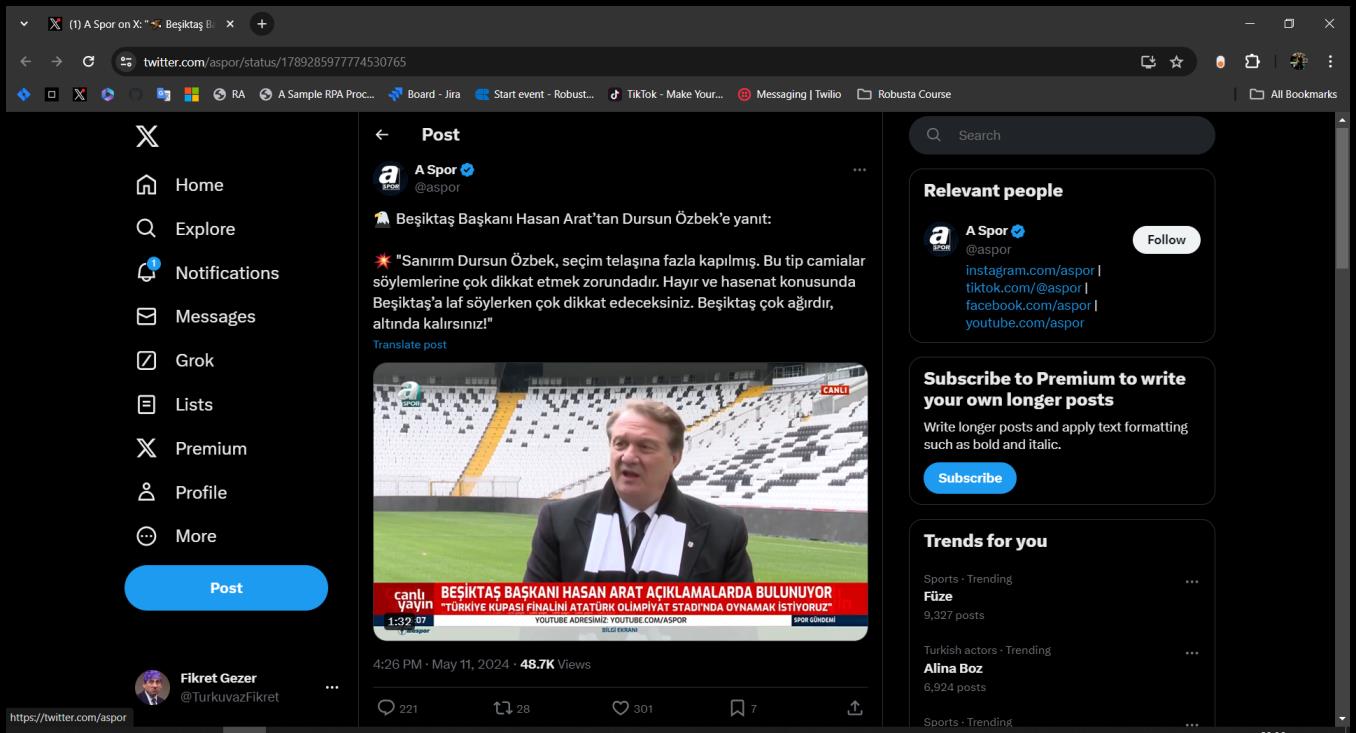 (1) A Spor on X: "🦅 Beşiktaş Ba
twitter.com/aspor/status/1789285977774530765
RA
A Sample RPA Proc...
Board - Jira
Start event - Robust...
TikTok - Make Your...
Messaging | Twilio
Robusta Course
All Bookmarks
Home
Explore
1
Notifications
Messages
Grok
Lists
Premium
Profile
More
Post
Fikret Gezer
@TurkuvazFikret
https://twitter.com/aspor
Post
a
SPOR
A Spor
@aspor
🦅 Beşiktaş Başkanı Hasan Arat’tan Dursun Özbek’e yanıt:
💥 "Sanırım Dursun Özbek, seçim telaşına fazla kapılmış. Bu tip camialar
söylemlerine çok dikkat etmek zorundadır. Hayır ve hasenat konusunda
Beşiktaş’a laf söylerken çok dikkat edeceksiniz. Beşiktaş çok ağırdır,
altında kalırsınız!"
Translate post
a
SPOR
CANLI
canlı
yayın
BEŞİKTAŞ BAŞKANI HASAN ARAT AÇIKLAMALARDA BULUNUYOR
"TÜRKİYE KUPASI FİNALİNİ ATATÜRK OLİMPİYAT STADI'NDA OYNAMAK İSTİYORUZ"
1:32
:07
YOUTUBE ADRESİMİZ: YOUTUBE.COM/ASPOR
SPOR GÜNDEMİ
aspor
BİLGİ EKRANI
4:26 PM · May 11, 2024 · 48.7K Views
221
28
301
7
Search
Relevant people
a
SPOR
A Spor
@aspor
Follow
instagram.com/aspor |
tiktok.com/@aspor |
facebook.com/aspor |
youtube.com/aspor
Subscribe to Premium to write
your own longer posts
Write longer posts and apply text formatting
such as bold and italic.
Subscribe
Trends for you
Sports · Trending
Füze
9,327 posts
Turkish actors · Trending
Alina Boz
6,924 posts
Sports · Trending